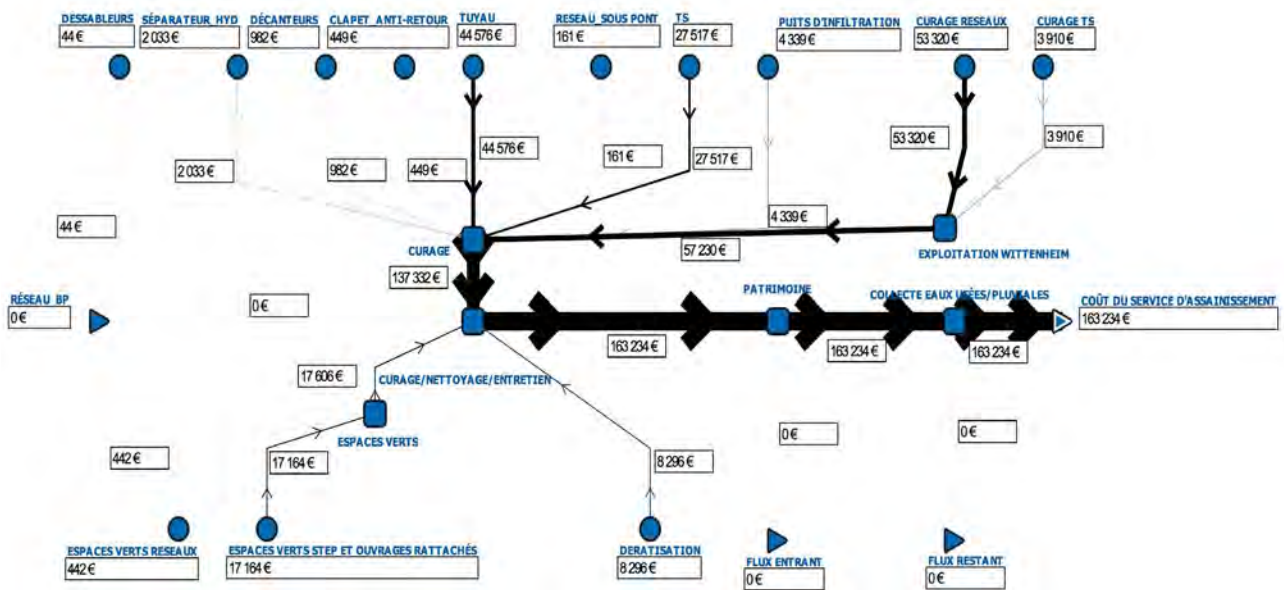 DESSABLEURS
44 €
SÉPARATEUR_HYD
2 033 €
DÉCANTEURS
982 €
CLAPET_ANTI-RETOUR
449 €
TUYAU
44 576 €
RESEAU_SOUS PONT
161 €
TS
27 517 €
PUITS D'INFILTRATION
4 339 €
CURAGE RESEAUX
53 320 €
CURAGE TS
3 910 €
44 576 €
53 320 €
3 910 €
2 033 €
982 €
449 €
161 €
27 517 €
44 €
4 339 €
CURAGE
57 230 €
EXPLOITATION WITTENHEIM
137 332 €
PATRIMOINE
COLLECTE EAUX USÉES/PLUVIALES
RÉSEAU_BP
0 €
0 €
COÛT DU SERVICE D'ASSAINISSEMENT
163 234 €
163 234 €
163 234 €
163 234 €
17 606 €
CURAGE/NETTOYAGE/ENTRETIEN
ESPACES VERTS
0 €
0 €
442 €
17 164 €
8 296 €
ESPACES VERTS RESEAUX
442 €
ESPACES VERTS STEP ET OUVRAGES RATTACHÉS
17 164 €
DERATISATION
8 296 €
FLUX ENTRANT
0 €
FLUX RESTANT
0 €